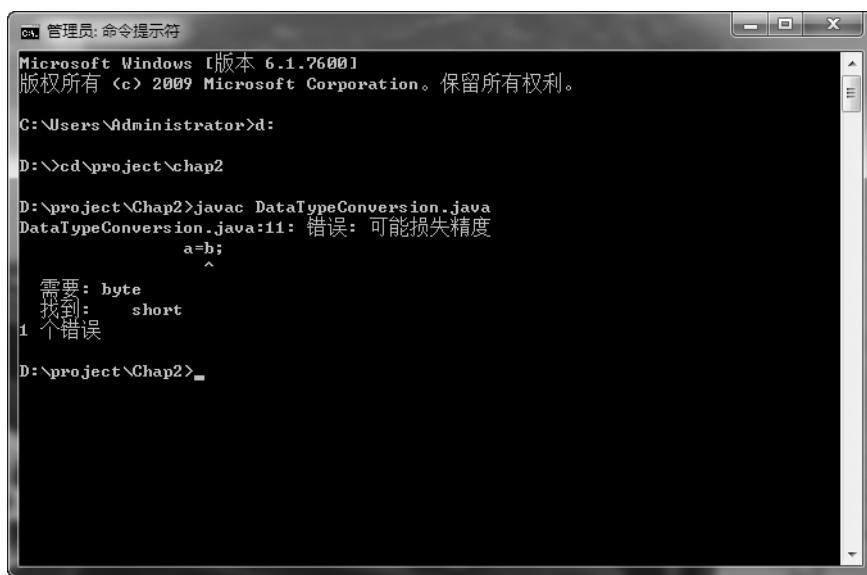 管理员: 命令提示符
Microsoft Windows [版本 6.1.7600]
版权所有 (c) 2009 Microsoft Corporation。保留所有权利。
C:\Users\Administrator>d:
D:\>cd\project\chap2
D:\project\Chap2>javac DataTypeConversion.java
DataTypeConversion.java:11: 错误: 可能损失精度
a=b;
^
需要: byte
找到: short
1 个错误
D:\project\Chap2>_